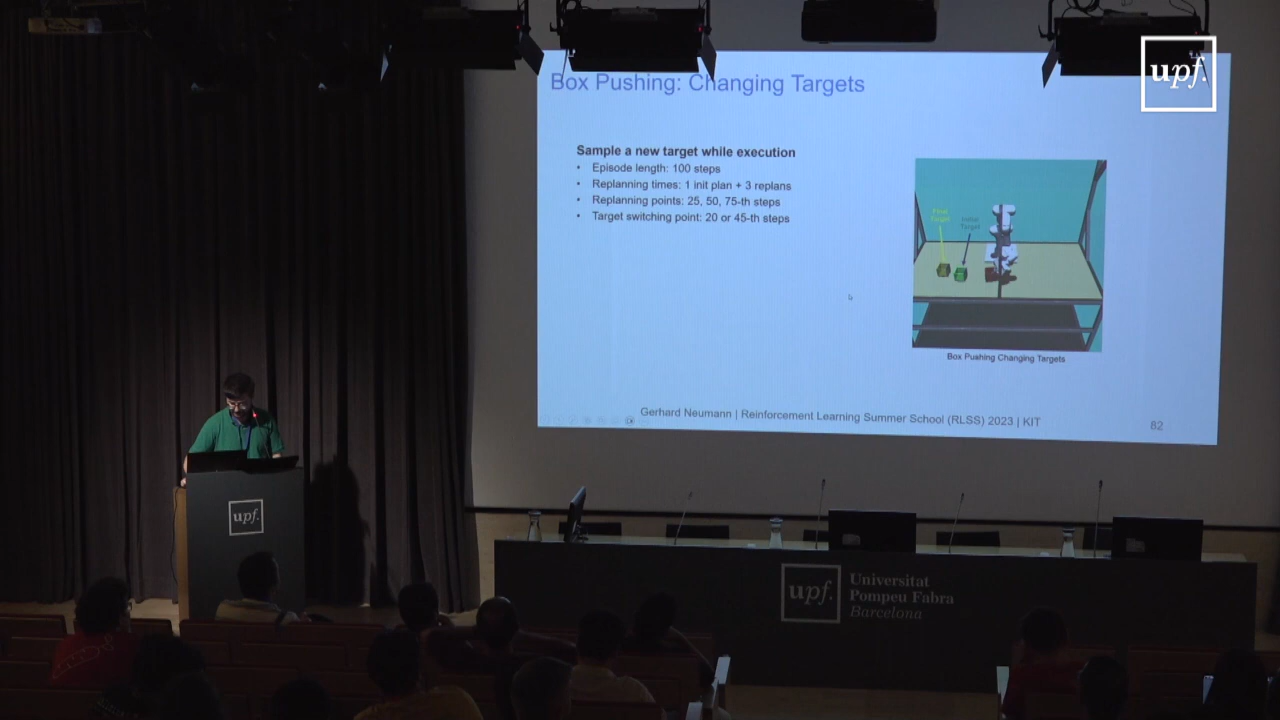 upf.
Box Pushing: Changing Targets
Sample a new target while execution
• Episode length: 100 steps
• Replanning times: 1 init plan + 3 replans
• Replanning points: 25, 50, 75-th steps
• Target switching point: 20 or 45-th steps
Final
Target
Initial
Target
Box Pushing Changing Targets
Gerhard Neumann | Reinforcement Learning Summer School (RLSS) 2023 | KIT
82
upf.
upf.
Universitat
Pompeu Fabra
Barcelona